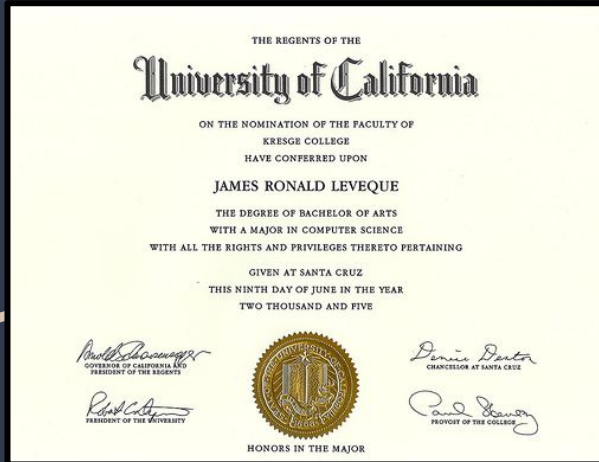 THE REGENTS OF THE
University of California
ON THE NOMINATION OF THE FACULTY OF
KRESGE COLLEGE
HAVE CONFERRED UPON
JAMES RONALD LEVEQUE
THE DEGREE OF BACHELOR OF ARTS
WITH A MAJOR IN COMPUTER SCIENCE
WITH ALL THE RIGHTS AND PRIVILEGES THERETO PERTAINING
GIVEN AT SANTA CRUZ
THIS NINTH DAY OF JUNE IN THE YEAR
TWO THOUSAND AND FIVE
Arnold Schwarzenegger
GOVERNOR OF CALIFORNIA AND
PRESIDENT OF THE REGENTS
Denice Denton
CHANCELLOR AT SANTA CRUZ
PRESIDENT OF THE UNIVERSITY
PROVOST OF THE COLLEGE
HONORS IN THE MAJOR